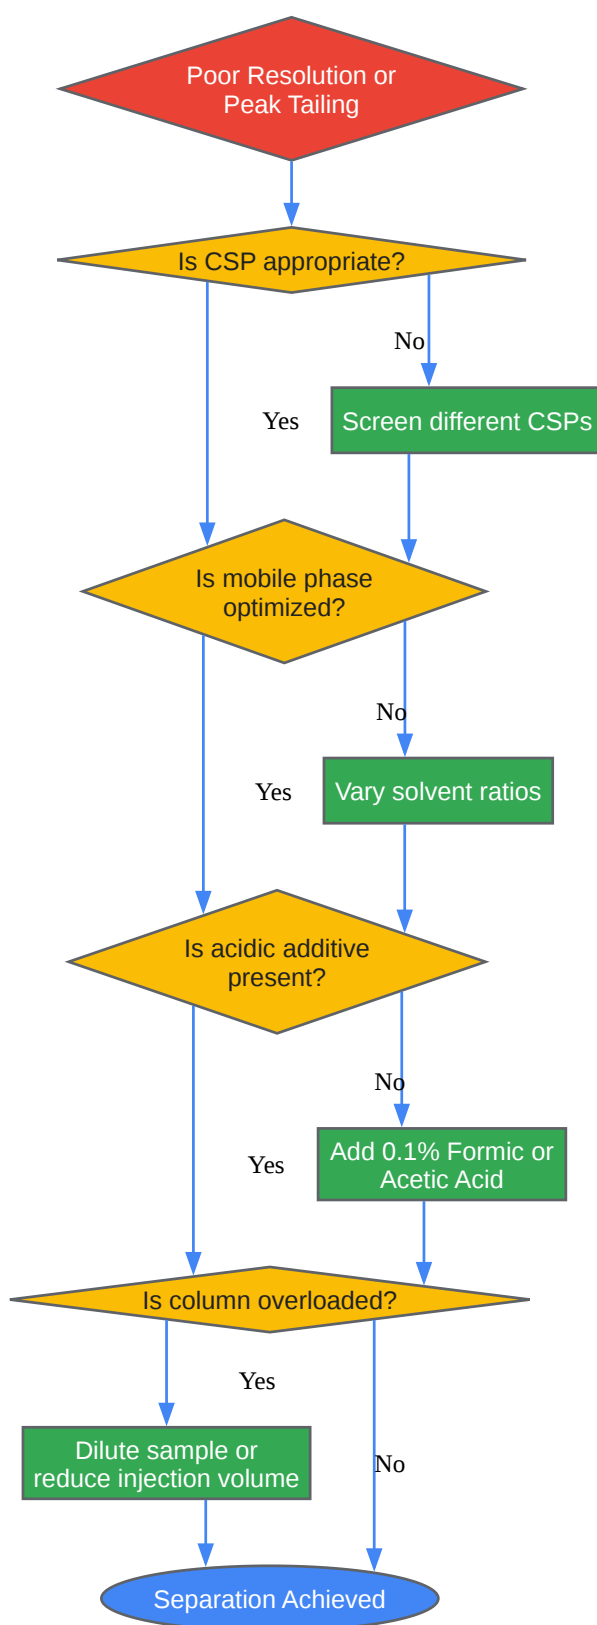 Poor Resolution or
Peak Tailing
Is CSP appropriate?
No
Yes
Screen different CSPs
Is mobile phase
optimized?
No
Yes
Vary solvent ratios
Is acidic additive
present?
No
Yes
Add 0.1% Formic or
Acetic Acid
Is column overloaded?
Yes
Dilute sample or
reduce injection volume
No
Separation Achieved